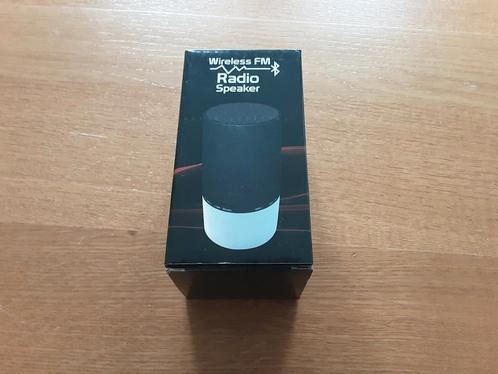 Wireless FM
Radio
Speaker